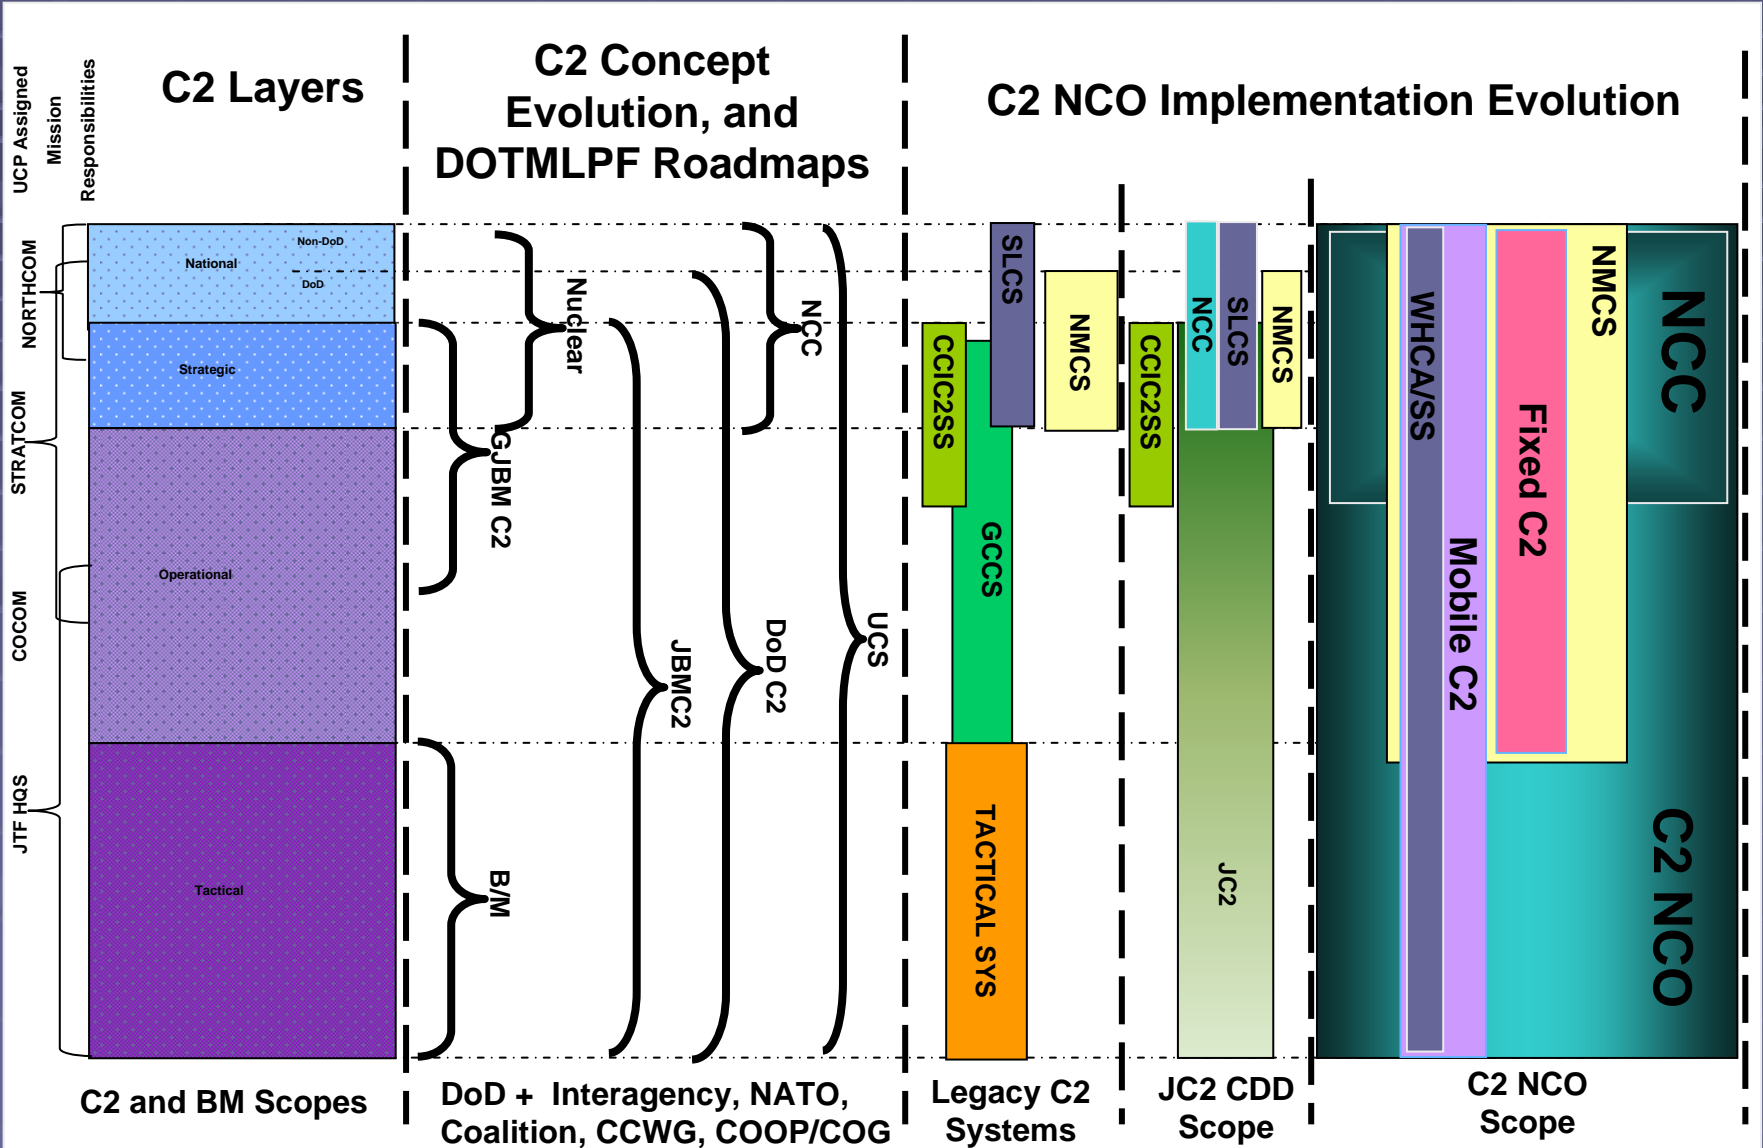 UCP Assigned
Mission
Responsibilities
C2 Layers
C2 Concept
Evolution, and
DOTMLPF Roadmaps
C2 NCO Implementation Evolution
NORTHCOM
STRATCOM
COCOM
JTF HQS
Non-DoD
National
DoD
Strategic
Operational
Tactical
Nuclear
GJBM C2
B/M
JBMC2
DoD C2
NCC
UCS
CCIC2SS
SLCS
GCCS
NMCS
TACTICAL SYS
CCIC2SS
NCC
SLCS
NMCS
JC2
WHCA/SS
Mobile C2
Fixed C2
NMCS
NCC
C2 NCO
C2 and BM Scopes
DoD + Interagency, NATO,
Coalition, CCWG, COOP/COG
Legacy C2
Systems
JC2 CDD
Scope
C2 NCO
Scope